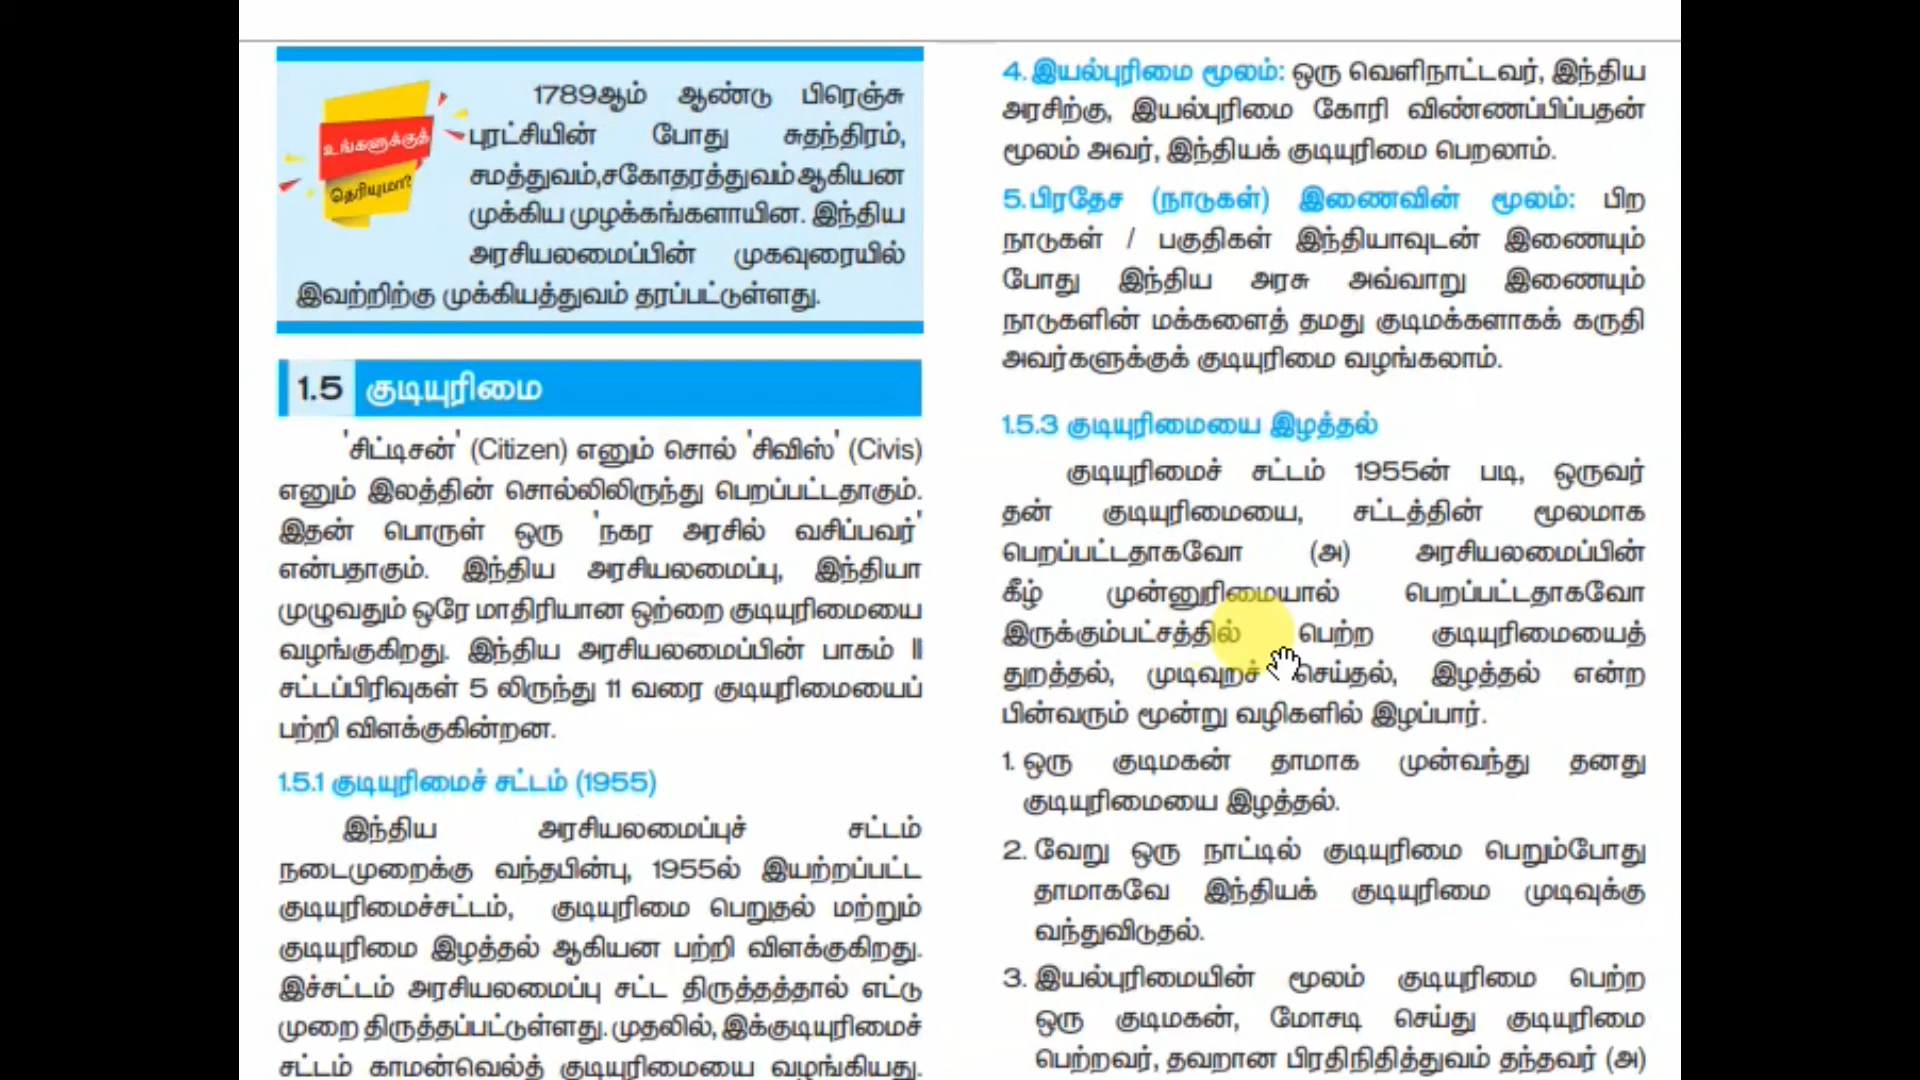 உங்களுக்குத்
தெரியுமா?
1789ஆம் ஆண்டு பிரெஞ்சு
புரட்சியின் போது சுதந்திரம்,
சமத்துவம்,சகோதரத்துவம் ஆகியன
முக்கிய முழக்கங்களாயின. இந்திய
அரசியலமைப்பின் முகவுரையில்
இவற்றிற்கு முக்கியத்துவம் தரப்பட்டுள்ளது.
1.5 குடியுரிமை
'சிட்டிசன்' (Citizen) எனும் சொல் 'சிவிஸ்' (Civis)
எனும் இலத்தின் சொல்லிலிருந்து பெறப்பட்டதாகும்.
இதன் பொருள் ஒரு 'நகர அரசில் வசிப்பவர்'
என்பதாகும். இந்திய அரசியலமைப்பு, இந்தியா
முழுவதும் ஒரே மாதிரியான ஒற்றை குடியுரிமையை
வழங்குகிறது. இந்திய அரசியலமைப்பின் பாகம் II
சட்டப்பிரிவுகள் 5 லிருந்து 11 வரை குடியுரிமையைப்
பற்றி விளக்குகின்றன.
1.5.1 குடியுரிமைச் சட்டம் (1955)
இந்திய அரசியலமைப்புச் சட்டம்
நடைமுறைக்கு வந்தபின்பு, 1955ல் இயற்றப்பட்ட
குடியுரிமைச்சட்டம், குடியுரிமை பெறுதல் மற்றும்
குடியுரிமை இழத்தல் ஆகியன பற்றி விளக்குகிறது.
இச்சட்டம் அரசியலமைப்பு சட்ட திருத்தத்தால் எட்டு
முறை திருத்தப்பட்டுள்ளது. முதலில், இக்குடியுரிமைச்
சட்டம் காமன்வெல்த் குடியுரிமையை வழங்கியது.
4. இயல்புரிமை மூலம்: ஒரு வெளிநாட்டவர், இந்திய
அரசிற்கு, இயல்புரிமை கோரி விண்ணப்பிப்பதன்
மூலம் அவர், இந்தியக் குடியுரிமை பெறலாம்.
5. பிரதேச (நாடுகள்) இணைவின் மூலம்: பிற
நாடுகள் / பகுதிகள் இந்தியாவுடன் இணையும்
போது இந்திய அரசு அவ்வாறு இணையும்
நாடுகளின் மக்களைத் தமது குடிமக்களாகக் கருதி
அவர்களுக்குக் குடியுரிமை வழங்கலாம்.
1.5.3 குடியுரிமையை இழத்தல்
குடியுரிமைச் சட்டம் 1955ன் படி, ஒருவர்
தன் குடியுரிமையை, சட்டத்தின் மூலமாக
பெறப்பட்டதாகவோ (அ) அரசியலமைப்பின்
கீழ் முன்னுரிமையால் பெறப்பட்டதாகவோ
இருக்கும்பட்சத்தில் பெற்ற குடியுரிமையைத்
துறத்தல், முடிவுறச் செய்தல், இழத்தல் என்ற
பின்வரும் மூன்று வழிகளில் இழப்பார்.
1. ஒரு குடிமகன் தாமாக முன்வந்து தனது
குடியுரிமையை இழத்தல்.
2. வேறு ஒரு நாட்டில் குடியுரிமை பெறும்போது
தாமாகவே இந்தியக் குடியுரிமை முடிவுக்கு
வந்துவிடுதல்.
3. இயல்புரிமையின் மூலம் குடியுரிமை பெற்ற
ஒரு குடிமகன், மோசடி செய்து குடியுரிமை
பெற்றவர், தவறான பிரதிநிதித்துவம் தந்தவர் (அ)